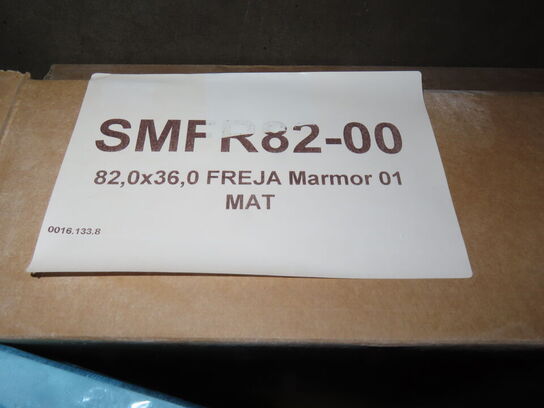 SMFR82-00
82,0x36,0 FREJA Marmor 01
MAT
0016.133.8